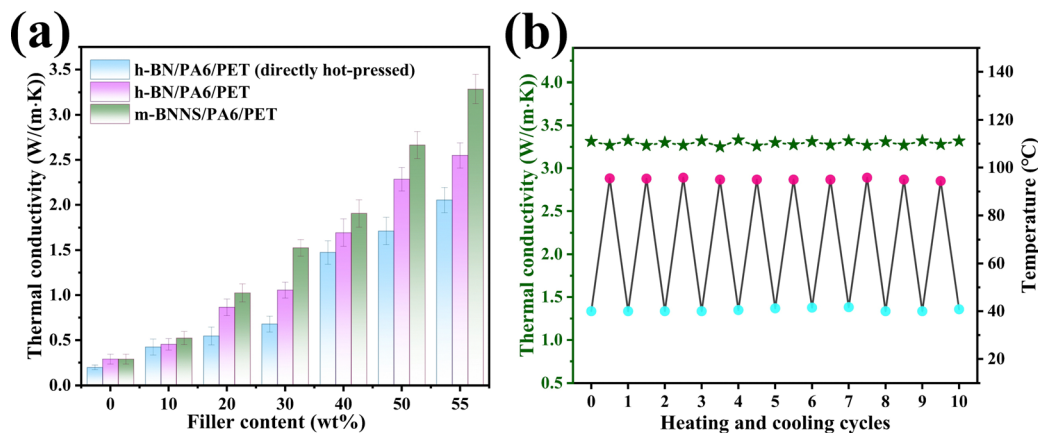 (a)
Thermal conductivity (W/(m·K))
3.5
3.0
2.5
2.0
1.5
1.0
0.5
0.0
h-BN/PA6/PET (directly hot-pressed)
h-BN/PA6/PET
m-BNNS/PA6/PET
0 10 20 30 40 50 55
Filler content (wt%)
(b)
Thermal conductivity (W/(m·K))
4.0
3.5
3.0
2.5
2.0
1.5
1.0
0.5
140
120
100
80
60
40
20
Temperature (℃)
0 1 2 3 4 5 6 7 8 9 10
Heating and cooling cycles